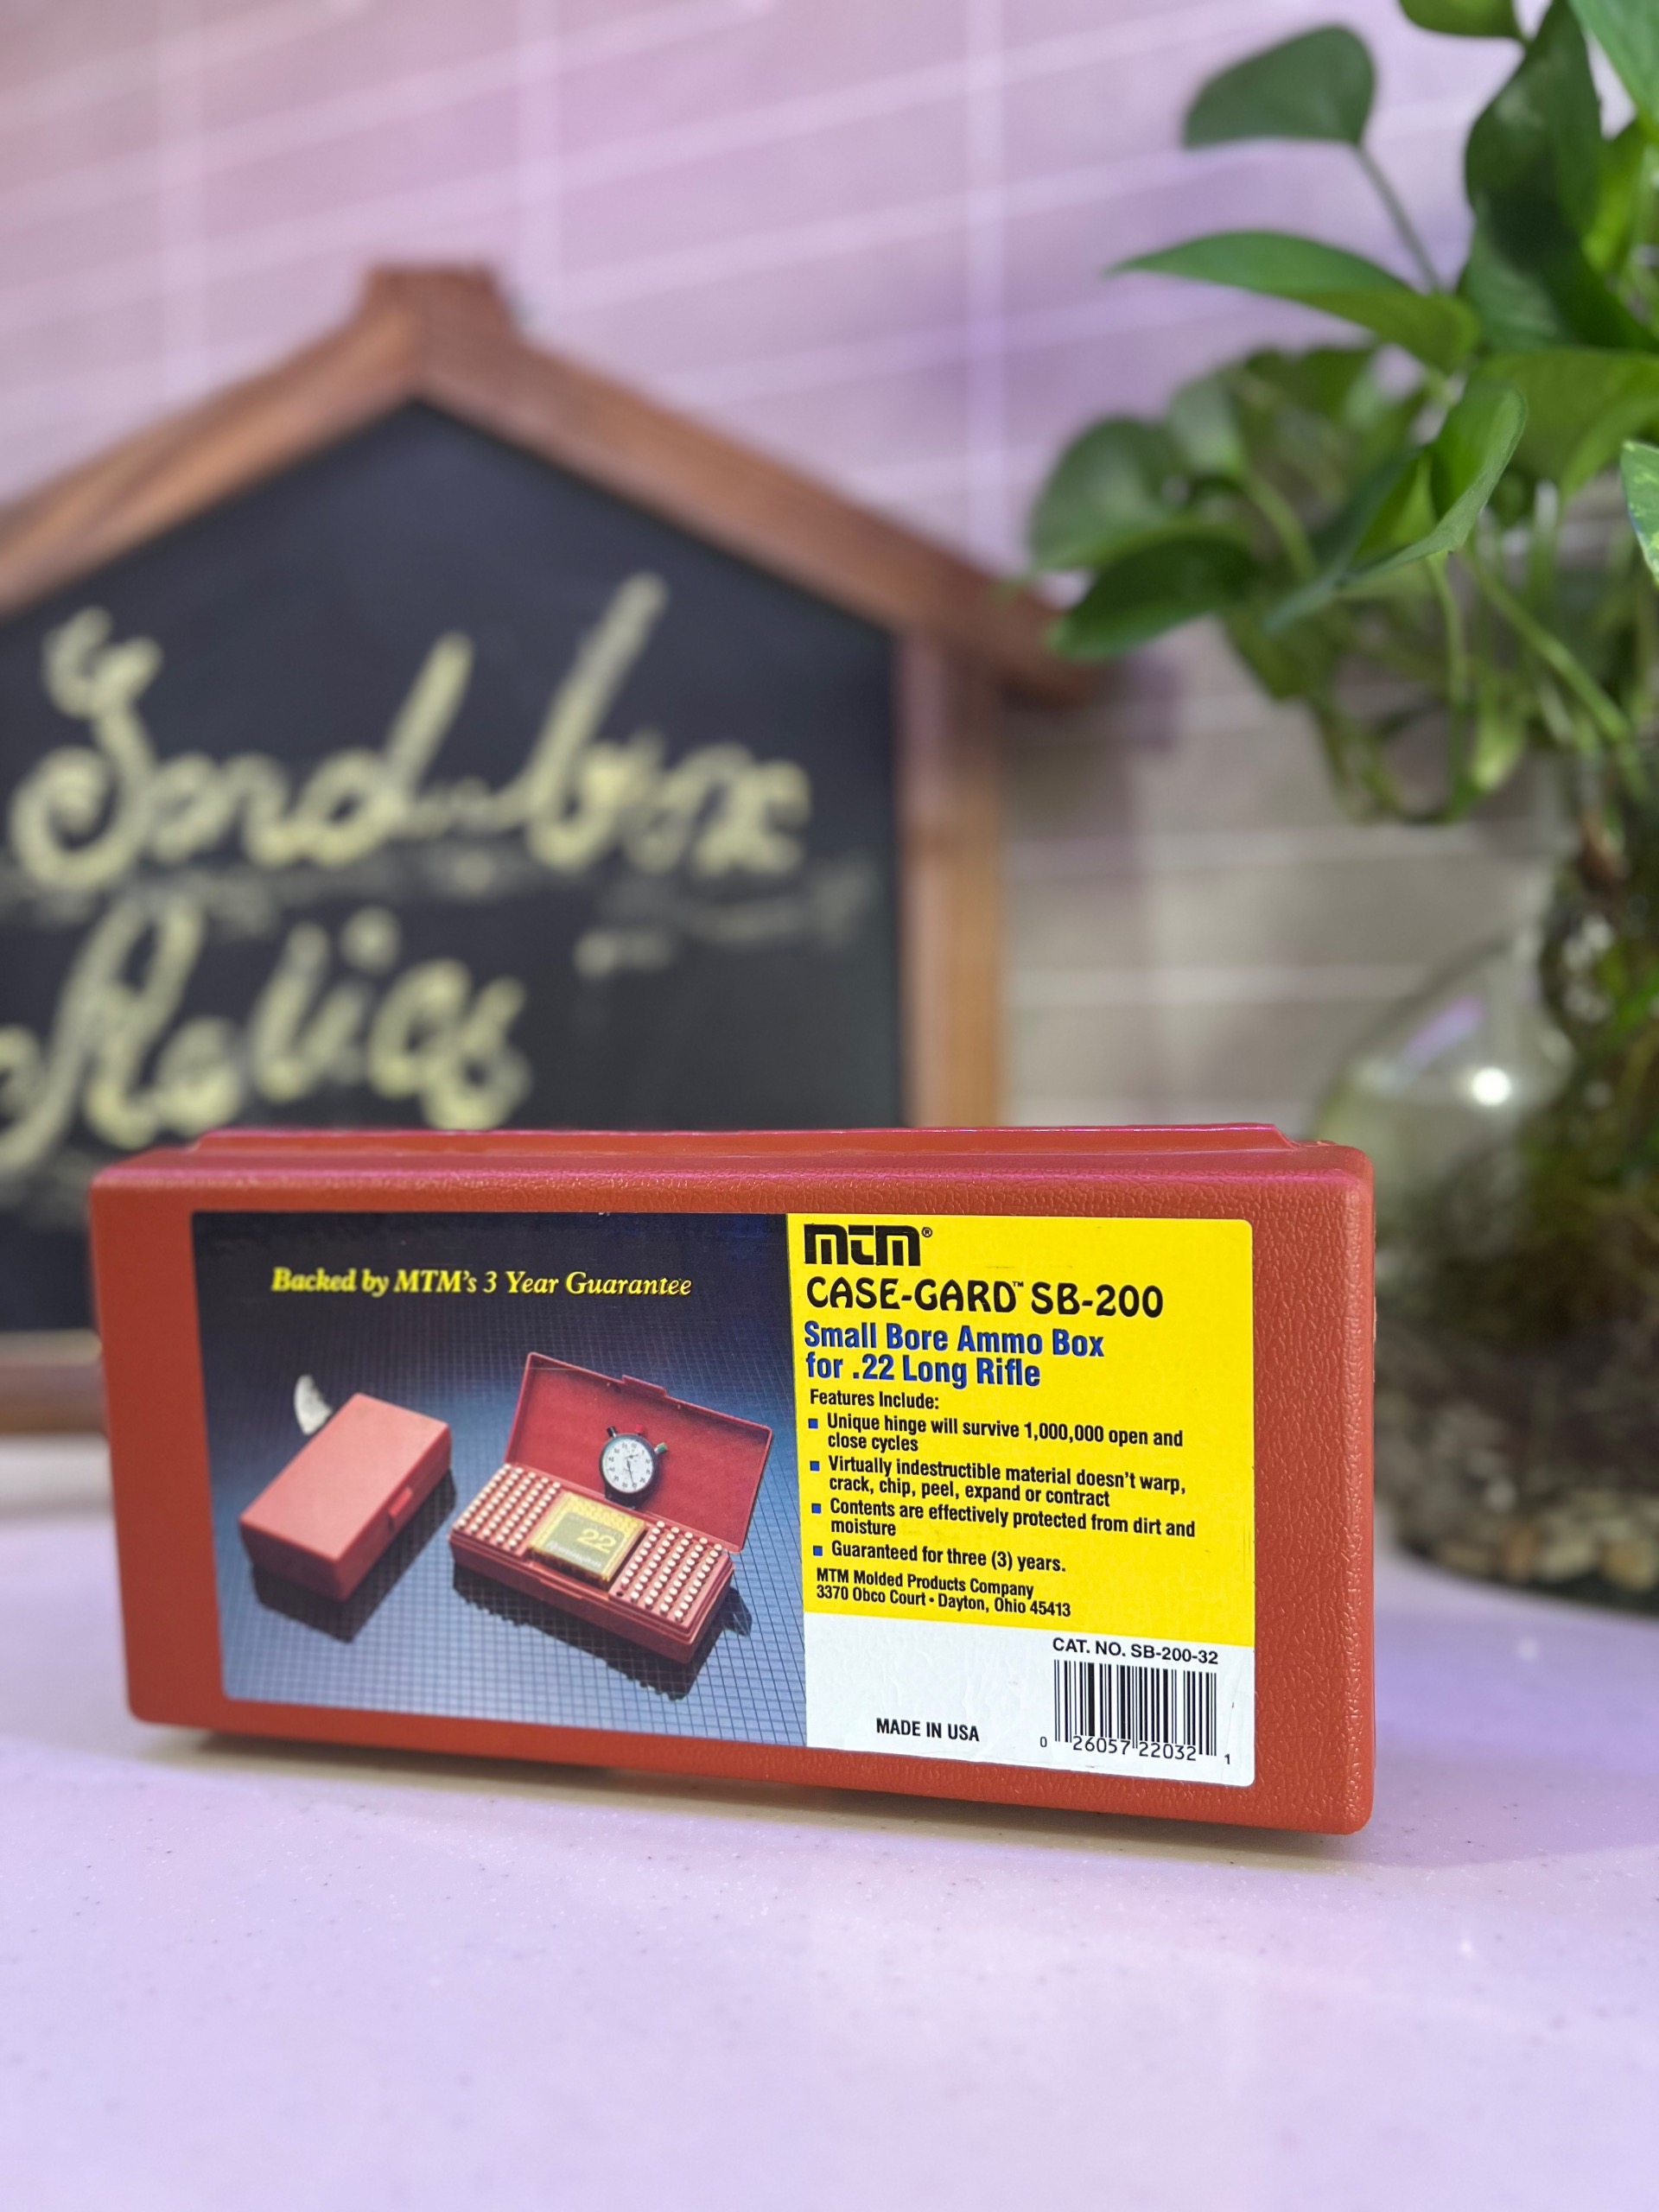 Sand-box
Relics
Backed by MTM's 3 Year Guarantee
22
MTM®
CASE-GARD™ SB-200
Small Bore Ammo Box
for .22 Long Rifle
Features Include:
■ Unique hinge will survive 1,000,000 open and
close cycles
■ Virtually indestructible material doesn't warp,
crack, chip, peel, expand or contract
■ Contents are effectively protected from dirt and
moisture
■ Guaranteed for three (3) years.
MTM Molded Products Company
3370 Obco Court • Dayton, Ohio 45413
CAT. NO. SB-200-32
MADE IN USA
0 26057 22032 1